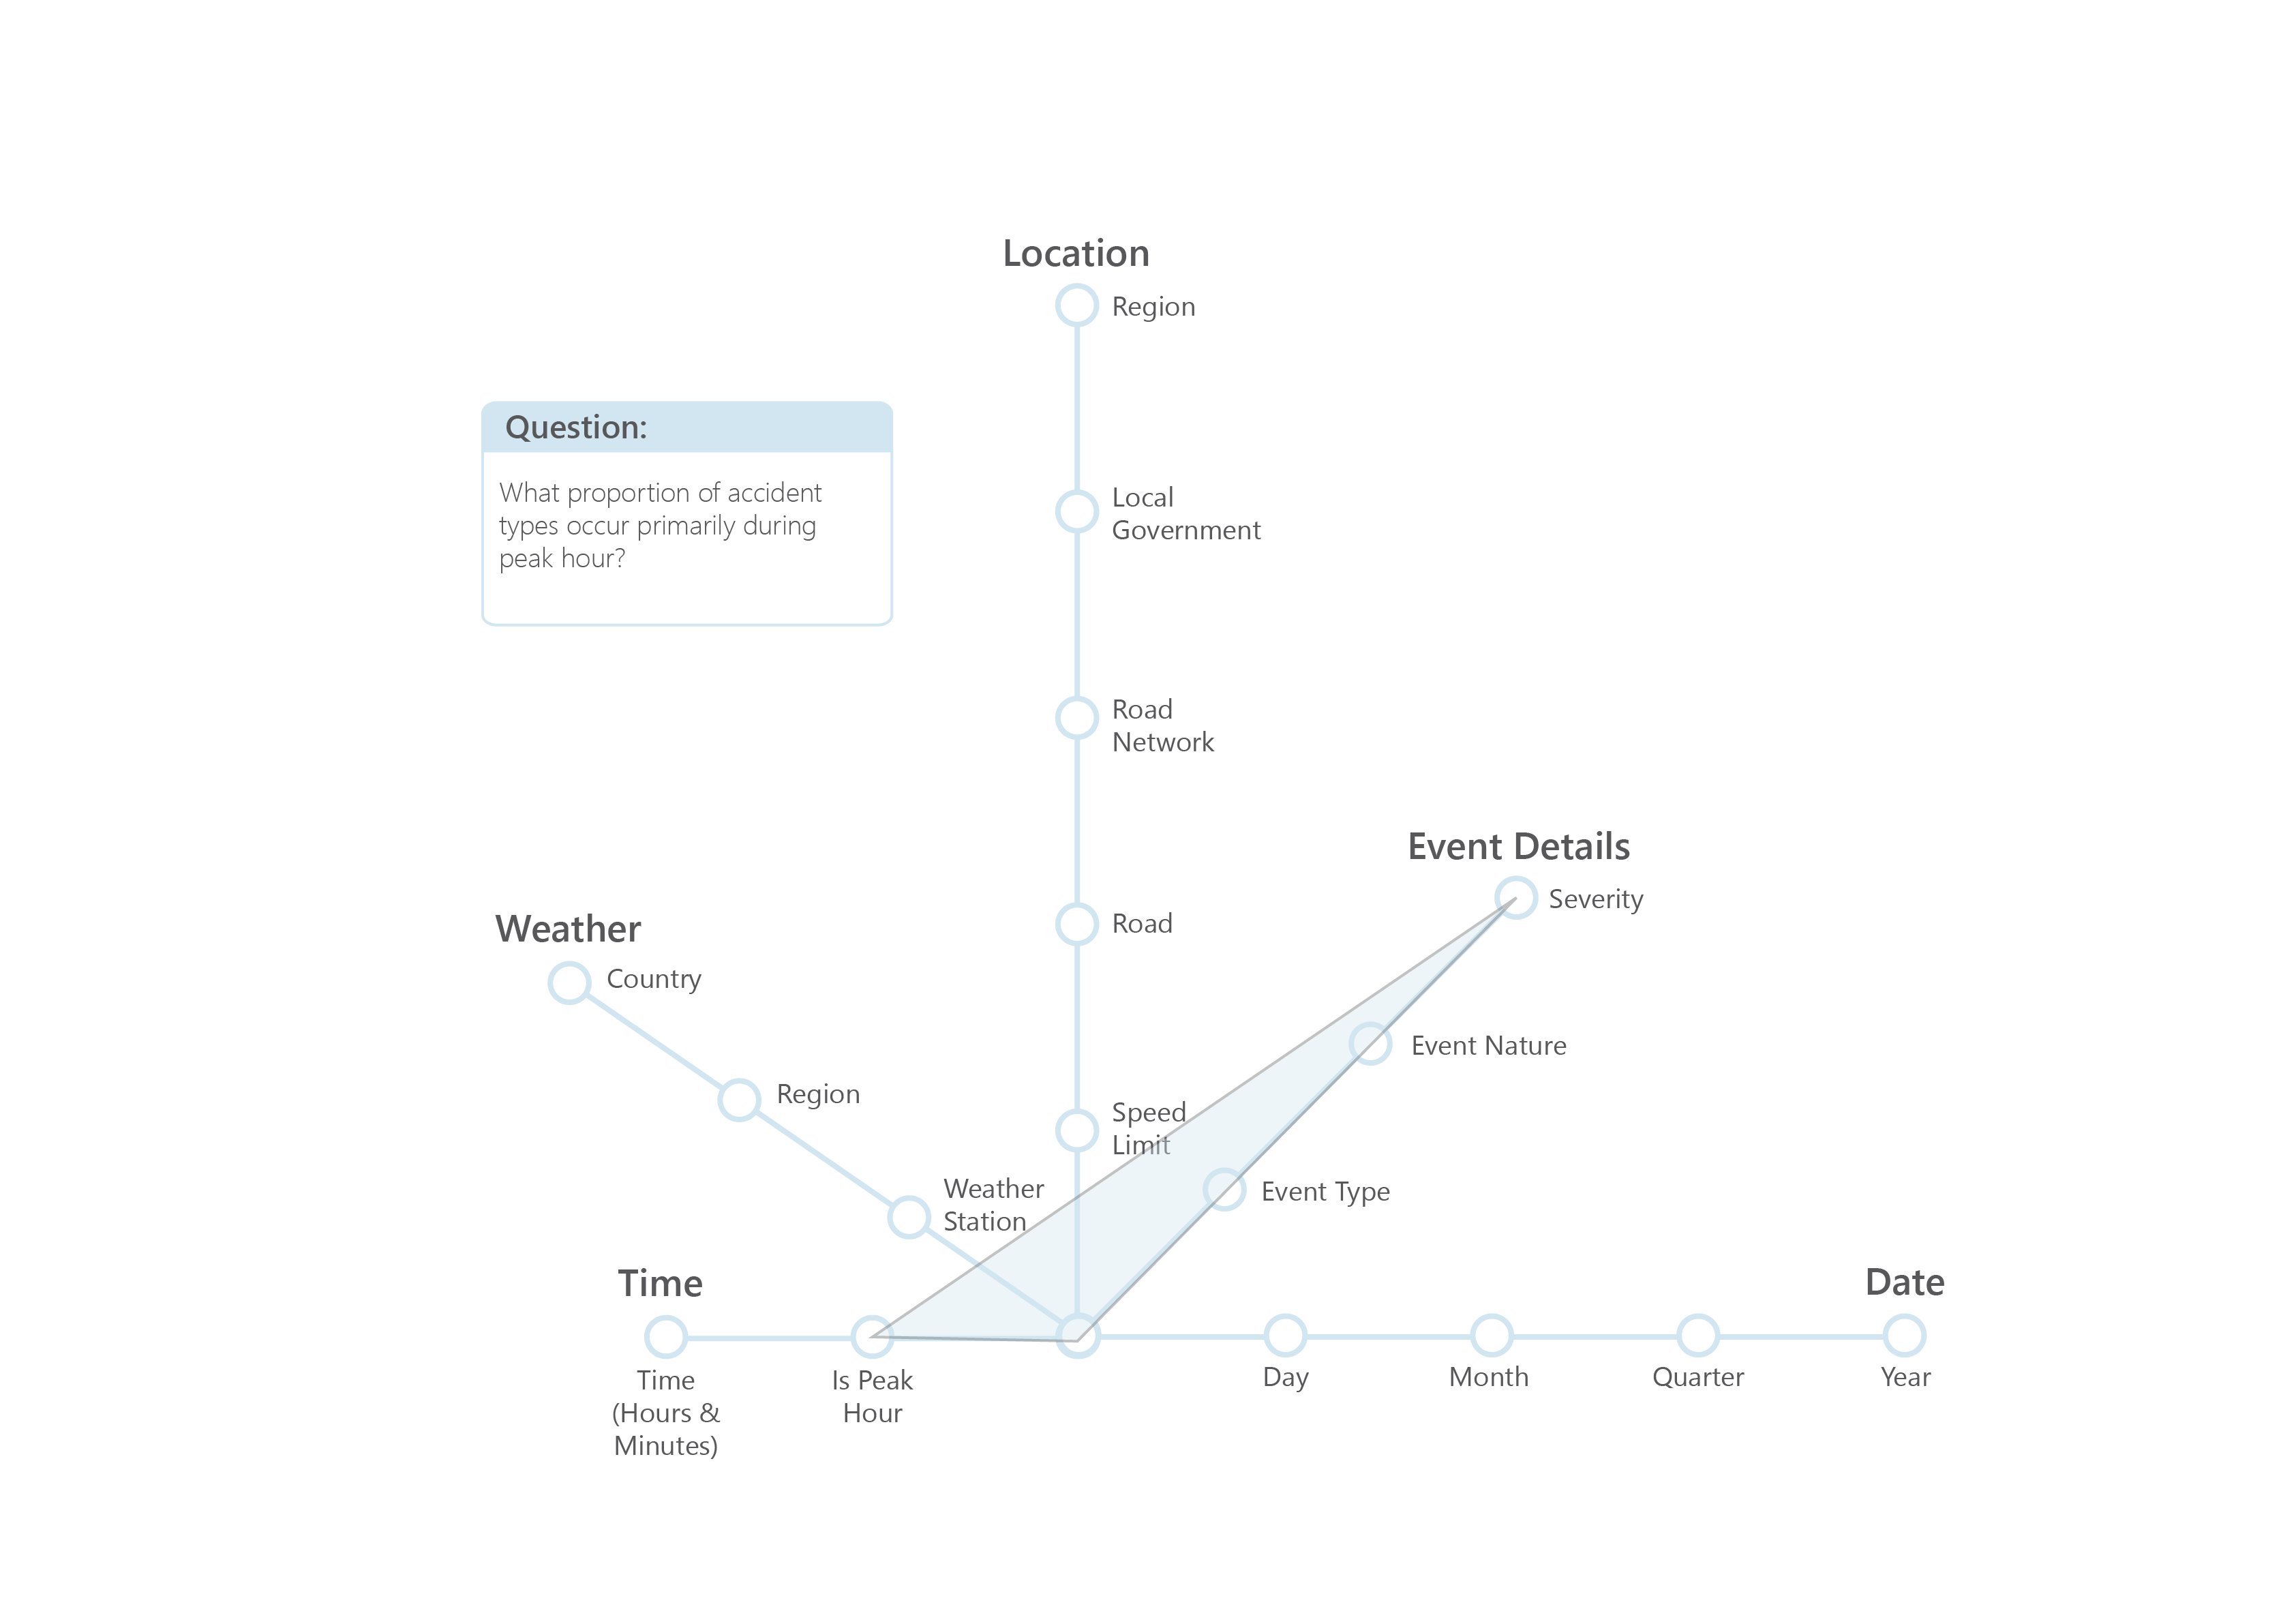 Location
Region
Question:
What proportion of accident
types occur primarily during
peak hour?
Local
Government
Road
Network
Event Details
Severity
Road
Weather
Country
Event Nature
Region
Speed
Limit
Weather
Station
Event Type
Time
Date
Time
(Hours &
Minutes)
Is Peak
Hour
Day
Month
Quarter
Year